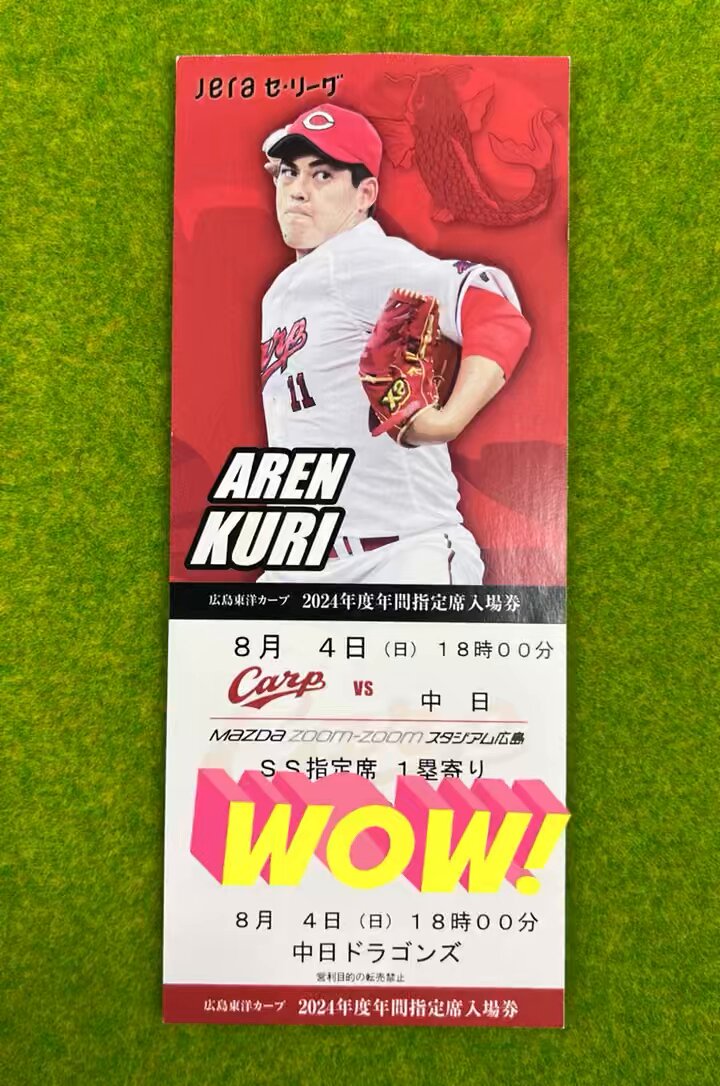 JERA セ・リーグ
C
Carp
11
AREN
KURI
広島東洋カープ 2024年度年間指定席入場券
8月 4日（日）18時00分
Carp VS 中日
MAZDA ZOOM-ZOOM スタジアム広島
SS指定席 1塁寄り
WOW!
8月 4日（日）18時00分
中日ドラゴンズ
営利目的の転売禁止
広島東洋カープ 2024年度年間指定席入場券